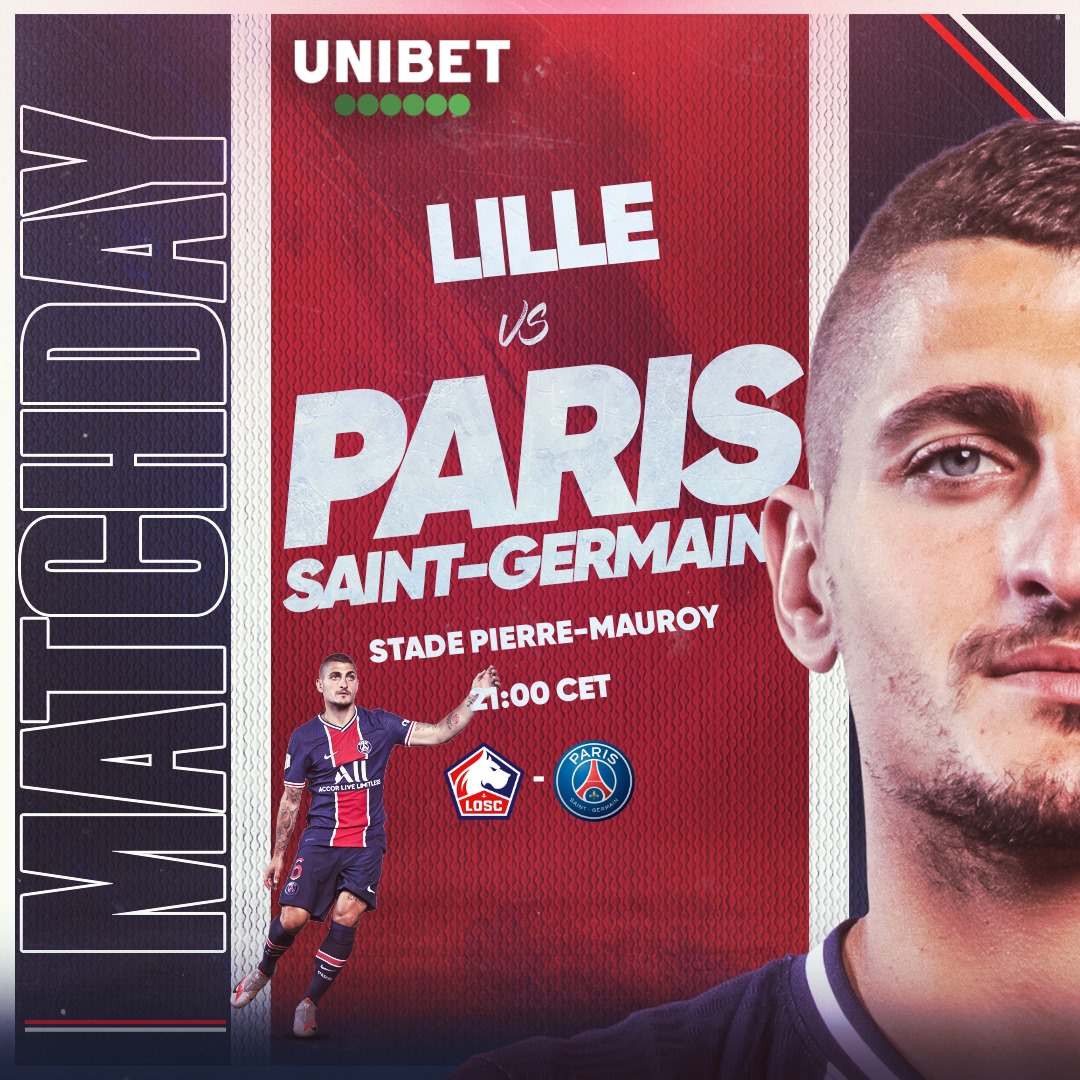 UNIBET
MATCHDAY
LILLE
VS
PARIS
SAINT-GERMAIN
STADE PIERRE-MAUROY
21:00 CET
LOSC
-
PARIS
SAINT-GERMAIN
ALL
ACCOR LIVE LIMITLESS
6
PARIS